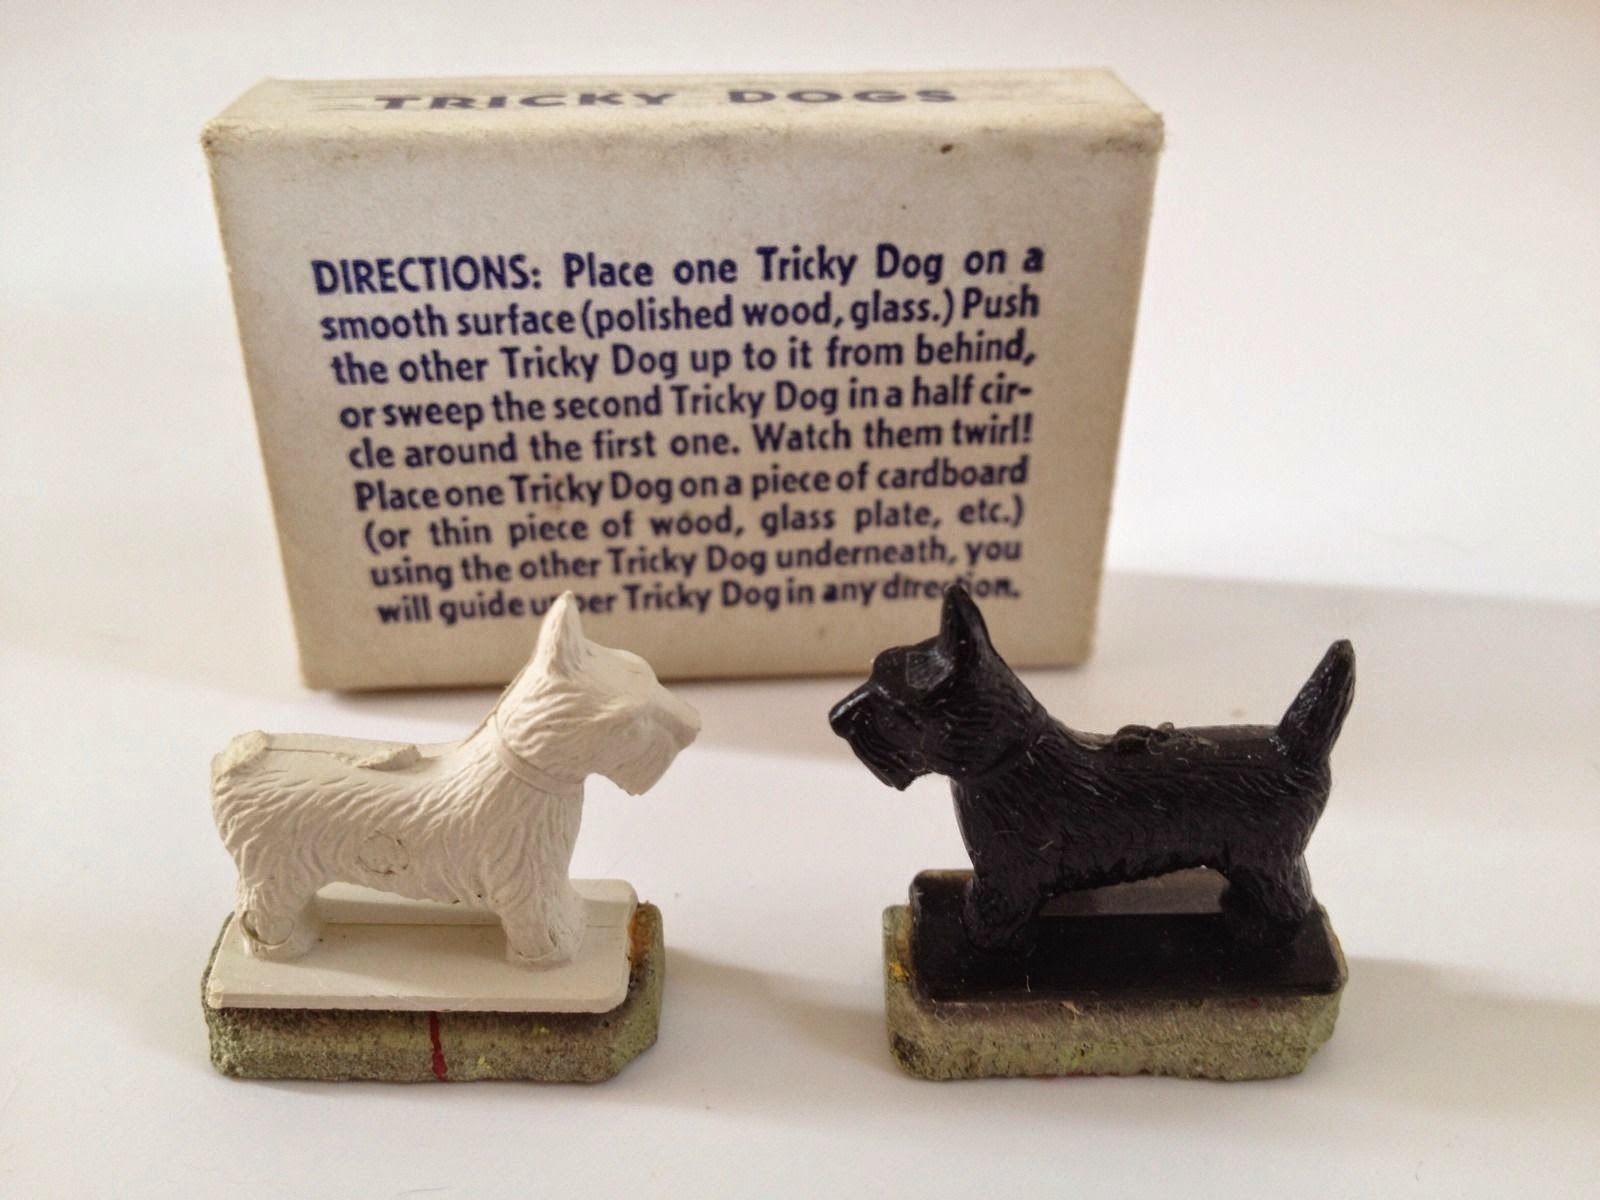 TRICKY DOGS
DIRECTIONS: Place one Tricky Dog on a
smooth surface (polished wood, glass.) Push
the other Tricky Dog up to it from behind,
or sweep the second Tricky Dog in a half cir-
cle around the first one. Watch them twirl!
Place one Tricky Dog on a piece of cardboard
(or thin piece of wood, glass plate, etc.)
using the other Tricky Dog underneath, you
will guide upper Tricky Dog in any direction.